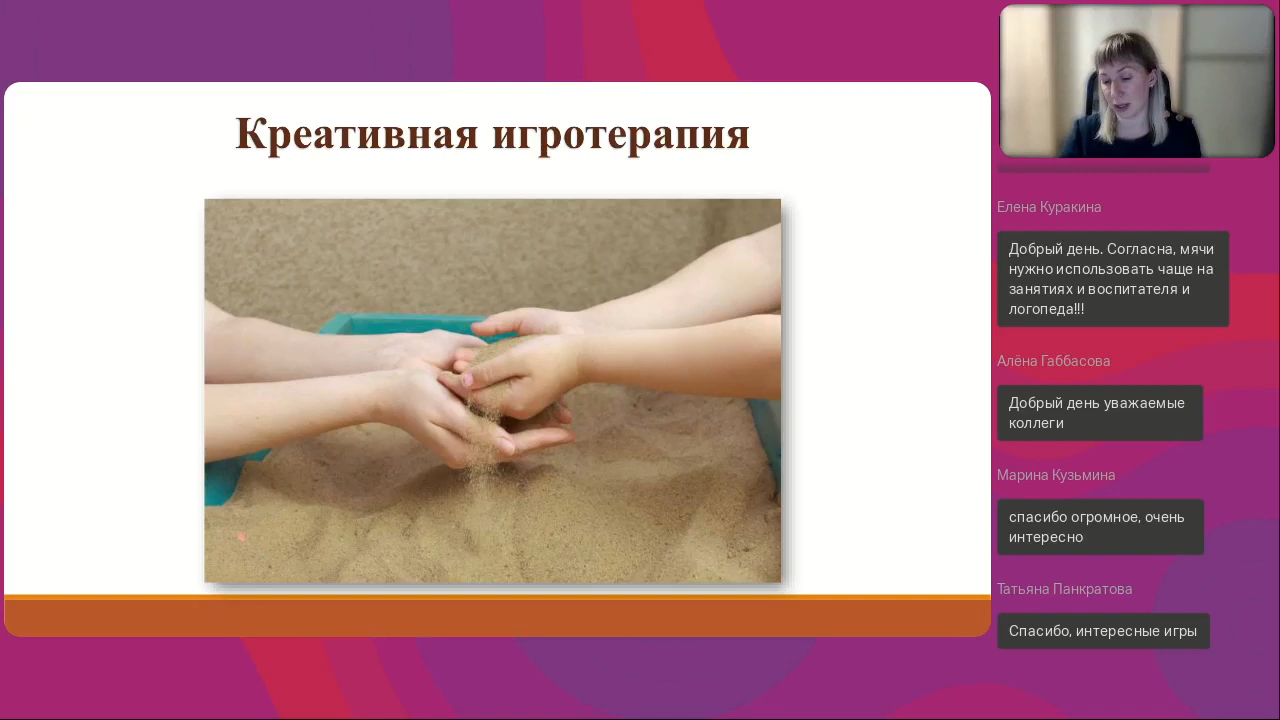 Креативная игротерапия
Елена Куракина
Добрый день. Согласна, мячи
нужно использовать чаще на
занятиях и воспитателя и
логопеда!!!
Алёна Габбасова
Добрый день уважаемые
коллеги
Марина Кузьмина
спасибо огромное, очень
интересно
Татьяна Панкратова
Спасибо, интересные игры